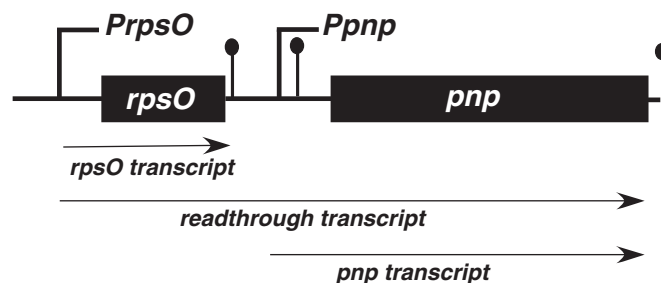 PrpsO
Ppnp
rpsO
pnp
rpsO transcript
readthrough transcript
pnp transcript